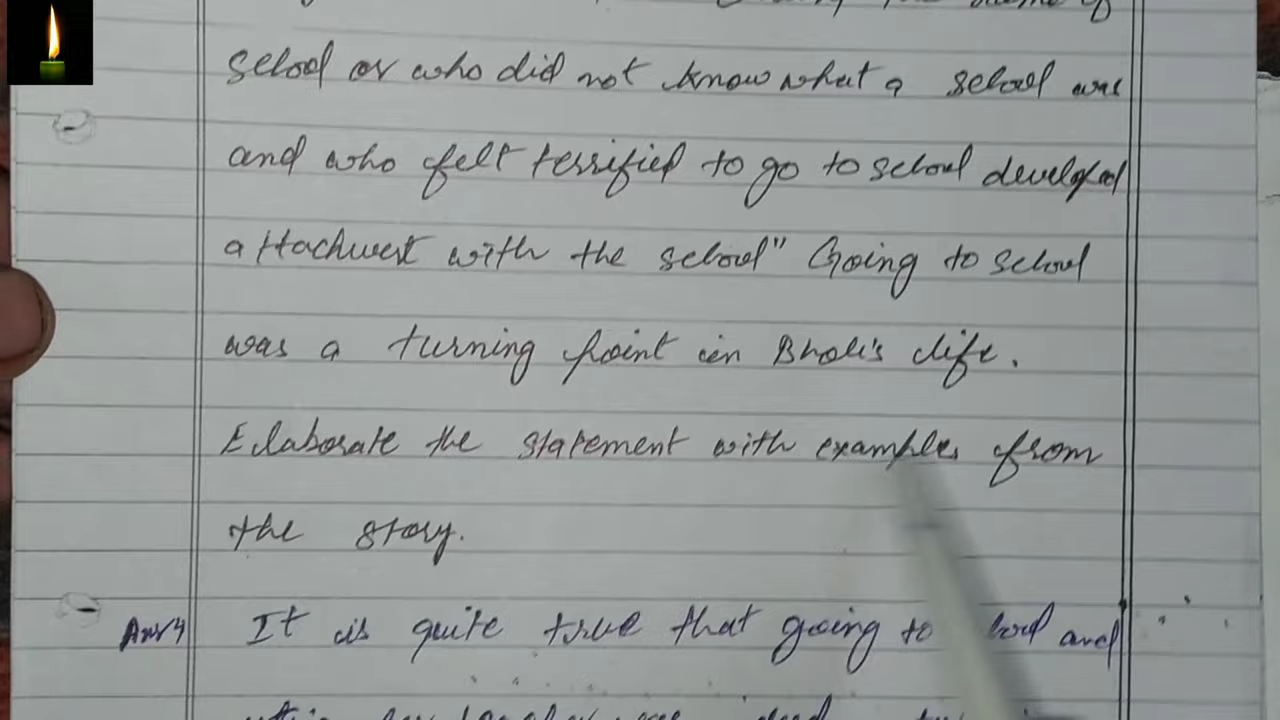 school or who did not know what a school was
and who felt terrified to go to school developed
attachment with the school" Going to school
was a turning point in Bholi's life.
Elaborate the statement with examples from
the story.
Ans 4 It is quite true that going to and